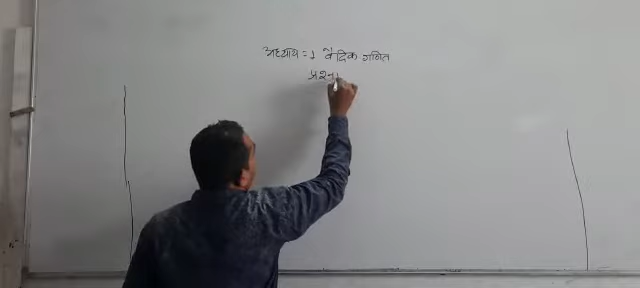 अध्याय = 1 वैदिक गणित
प्रश्ना